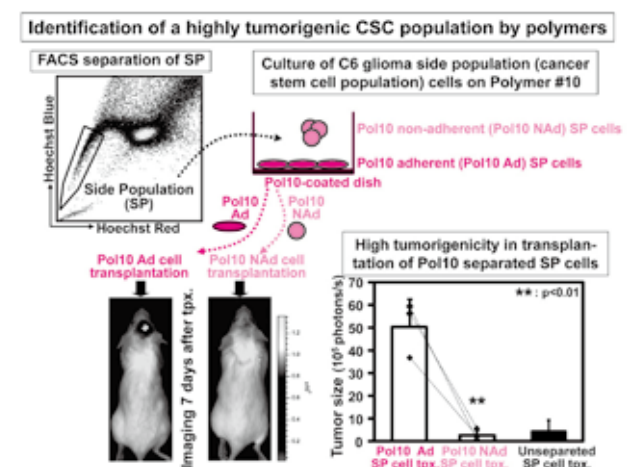 Identification of a highly tumorigenic CSC population by polymers
FACS separation of SP
Culture of C6 glioma side population (cancer
stem cell population) cells on Polymer #10
Hoechst Blue
Side Population
(SP)
Hoechst Red
Pol10 non-adherent (Pol10 NAd) SP cells
Pol10 adherent (Pol10 Ad) SP cells
Pol10-coated dish
Pol10
Ad
Pol10
NAd
Pol10 Ad cell
transplantation
Pol10 NAd cell
transplantation
Imaging 7 days after tpx.
High tumorigenicity in transplan-
tation of Pol10 separated SP cells
Tumor size (10⁵ photons/s)
70
60
50
40
30
20
10
0
**: p<0.01
**
Pol10 Ad
SP cell tpx.
Pol10 NAd
SP cell tpx.
Unsepareted
SP cell tpx.